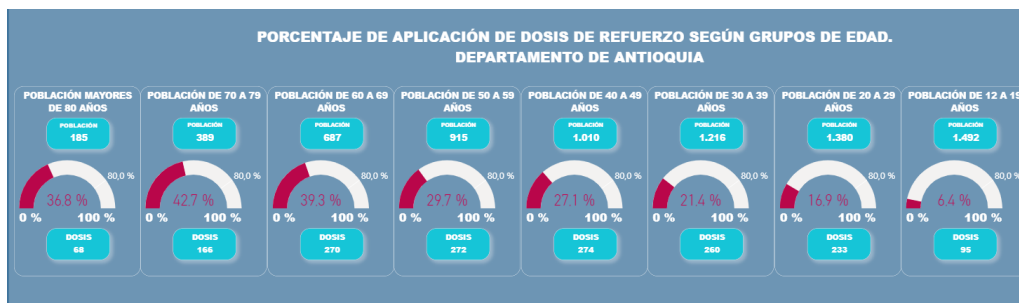 PORCENTAJE DE APLICACIÓN DE DOSIS DE REFUERZO SEGÚN GRUPOS DE EDAD.
DEPARTAMENTO DE ANTIOQUIA
POBLACIÓN MAYORES
DE 80 AÑOS
POBLACIÓN
185
80,0 %
36.8 %
0 % 100 %
DOSIS
68
POBLACIÓN DE 70 A 79
AÑOS
POBLACIÓN
389
80,0 %
42.7 %
0 % 100 %
DOSIS
166
POBLACIÓN DE 60 A 69
AÑOS
POBLACIÓN
687
80,0 %
39.3 %
0 % 100 %
DOSIS
270
POBLACIÓN DE 50 A 59
AÑOS
POBLACIÓN
915
80,0 %
29.7 %
0 % 100 %
DOSIS
272
POBLACIÓN DE 40 A 49
AÑOS
POBLACIÓN
1.010
80,0 %
27.1 %
0 % 100 %
DOSIS
274
POBLACIÓN DE 30 A 39
AÑOS
POBLACIÓN
1.216
80,0 %
21.4 %
0 % 100 %
DOSIS
260
POBLACIÓN DE 20 A 29
AÑOS
POBLACIÓN
1.380
80,0 %
16.9 %
0 % 100 %
DOSIS
233
POBLACIÓN DE 12 A 19
AÑOS
POBLACIÓN
1.492
80,0 %
6.4 %
0 % 100 %
DOSIS
95